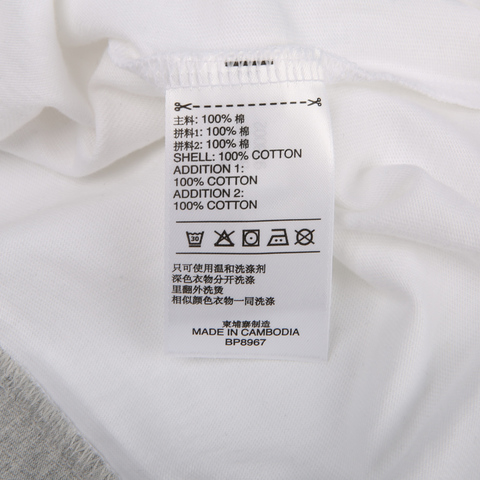 主料: 100% 棉
拼料1: 100% 棉
拼料2: 100% 棉
SHELL: 100% COTTON
ADDITION 1:
100% COTTON
ADDITION 2:
100% COTTON
30
只可使用温和洗涤剂
深色衣物分开洗涤
里翻外洗烫
相似颜色衣物一同洗涤
柬埔寨制造
MADE IN CAMBODIA
BP8967